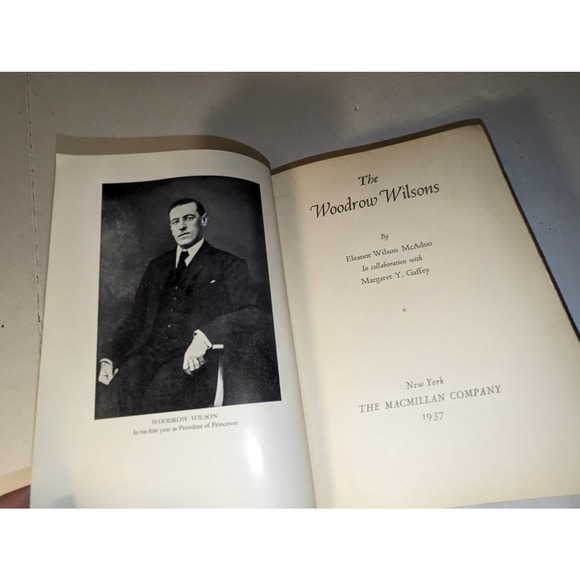 WOODROW WILSON
In his first year as President of Princeton
The
Woodrow Wilsons
By
Eleanor Wilson McAdoo
In collaboration with
Margaret Y. Gaffey
New York
THE MACMILLAN COMPANY
1937